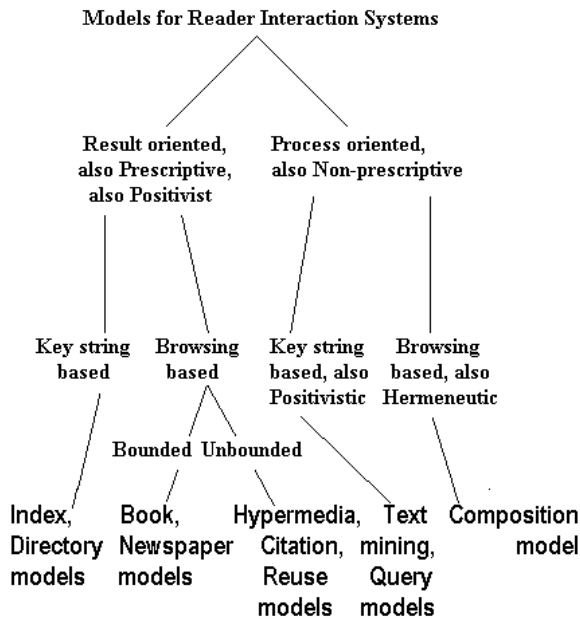 Models for Reader Interaction Systems
Result oriented,
also Prescriptive,
also Positivist
Process oriented,
also Non-prescriptive
Key string
based
Browsing
based
Key string
based, also
Positivistic
Browsing
based, also
Hermeneutic
Bounded
Unbounded
Index,
Directory
models
Book,
Newspaper
models
Hypermedia,
Citation,
Reuse
models
Text
mining,
Query
models
Composition
model